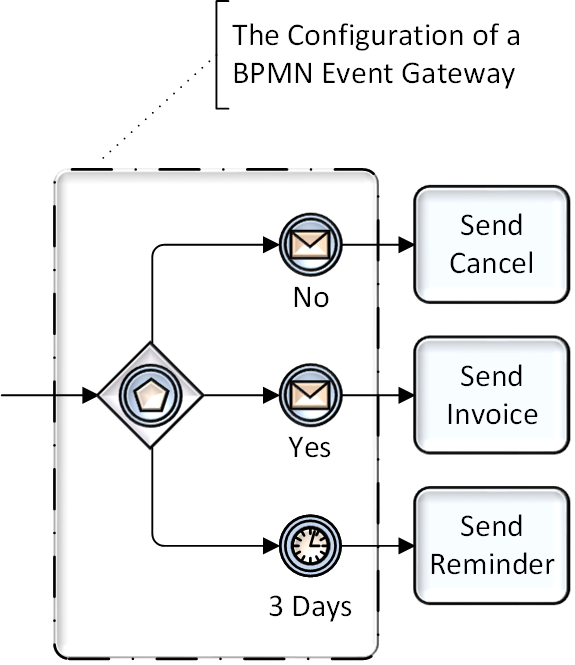 The Configuration of a
BPMN Event Gateway
Send
Cancel
No
Send
Invoice
Yes
Send
Reminder
3 Days